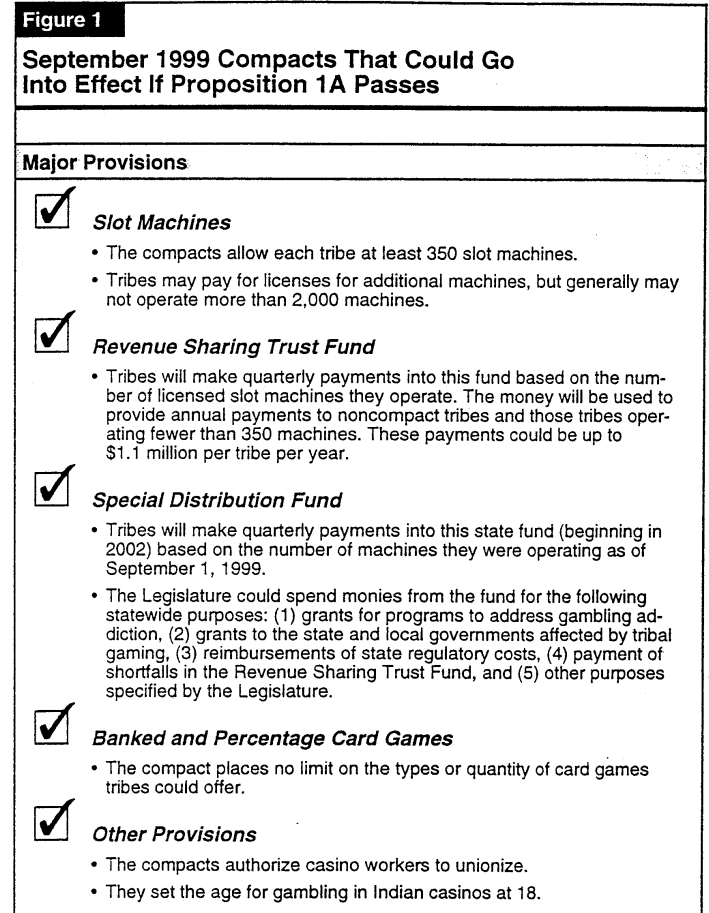 Figure 1
September 1999 Compacts That Could Go
Into Effect If Proposition 1A Passes
Major Provisions
Slot Machines
• The compacts allow each tribe at least 350 slot machines.
• Tribes may pay for licenses for additional machines, but generally may
not operate more than 2,000 machines.
Revenue Sharing Trust Fund
• Tribes will make quarterly payments into this fund based on the num-
ber of licensed slot machines they operate. The money will be used to
provide annual payments to noncompact tribes and those tribes oper-
ating fewer than 350 machines. These payments could be up to
$1.1 million per tribe per year.
Special Distribution Fund
• Tribes will make quarterly payments into this state fund (beginning in
2002) based on the number of machines they were operating as of
September 1, 1999.
• The Legislature could spend monies from the fund for the following
statewide purposes: (1) grants for programs to address gambling ad-
diction, (2) grants to the state and local governments affected by tribal
gaming, (3) reimbursements of state regulatory costs, (4) payment of
shortfalls in the Revenue Sharing Trust Fund, and (5) other purposes
specified by the Legislature.
Banked and Percentage Card Games
• The compact places no limit on the types or quantity of card games
tribes could offer.
Other Provisions
• The compacts authorize casino workers to unionize.
• They set the age for gambling in Indian casinos at 18.